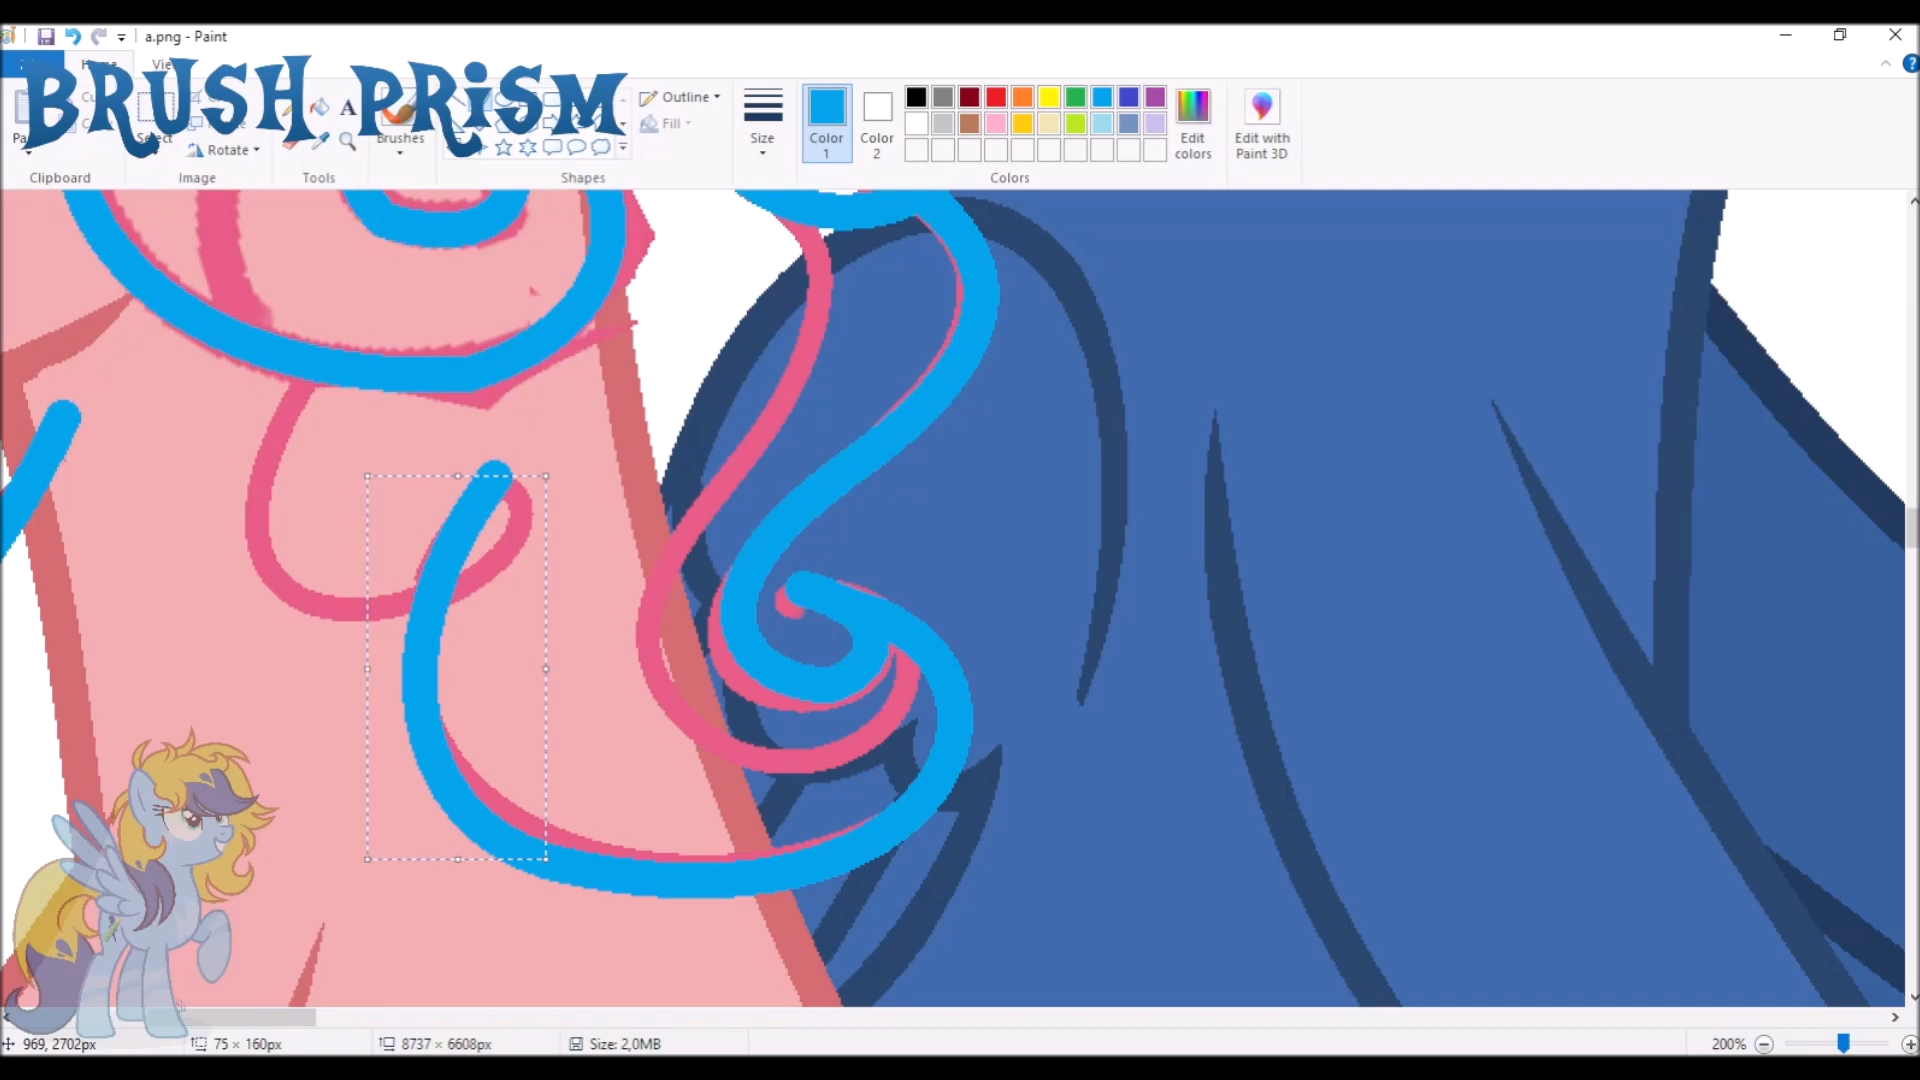 a.png - Paint
BRUSH PRiSM
Outline
Fill
Rotate
Select
Brushes
Size
Color
1
Color
2
Edit
colors
Edit with
Paint 3D
Clipboard
Image
Tools
Shapes
Colors
969, 2702px
75 × 160px
8737 × 6608px
Size: 2,0MB
200%